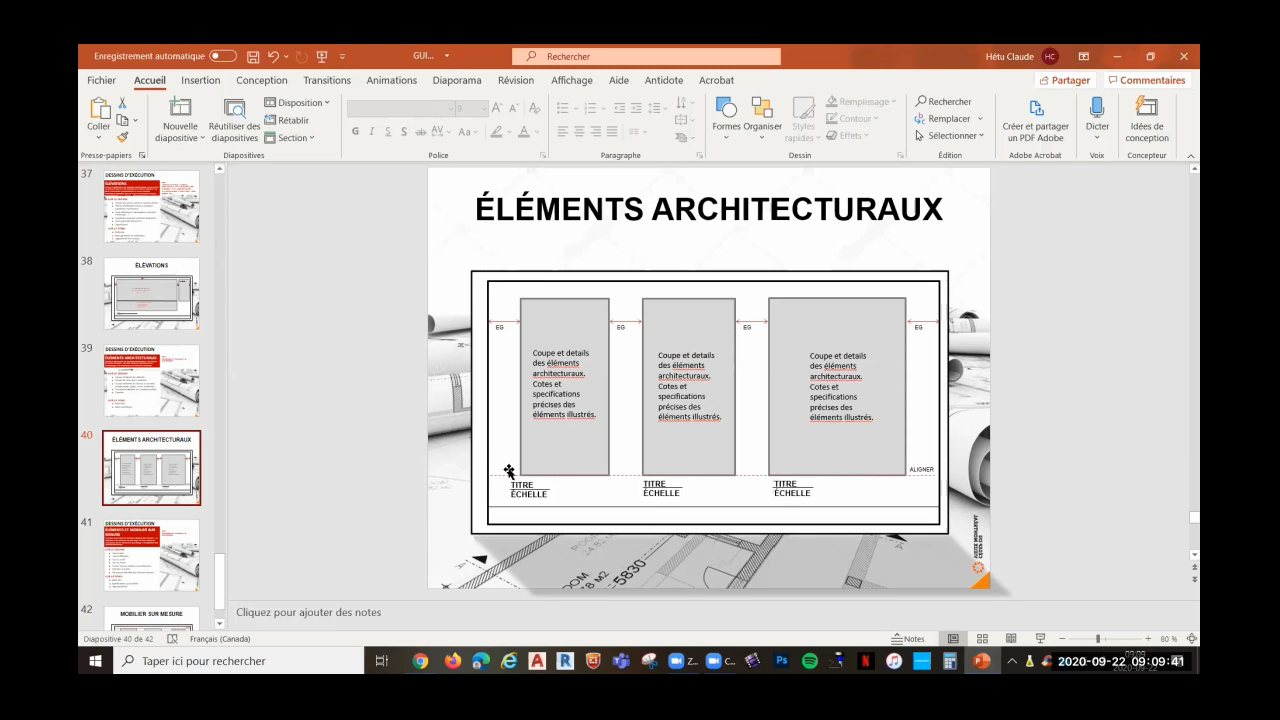 Enregistrement automatique
GUI...
Rechercher
Hétu Claude
HC
Fichier
Accueil
Insertion
Conception
Transitions
Animations
Diaporama
Révision
Affichage
Aide
Antidote
Acrobat
Partager
Commentaires
Coller
Nouvelle
diapositive
Réutiliser des
diapositives
Disposition
Rétablir
Section
9
Formes
Organiser
Styles
rapides
Remplissage
Contour
Effets
Rechercher
Remplacer
Sélectionner
Créer et partager
un PDF Adobe
Dicter
Idées de
conception
Presse-papiers
Diapositives
Police
Paragraphe
Dessin
Édition
Adobe Acrobat
Voix
Concepteur
37
DESSINS D'EXÉCUTION
ÉLÉVATIONS
38
ÉLÉVATIONS
39
DESSINS D'EXÉCUTION
ÉLÉMENTS ARCHITECTURAUX
40
ÉLÉMENTS ARCHITECTURAUX
41
DESSINS D'EXÉCUTION
ÉLÉMENTS ET MOBILIER SUR
MESURE
42
MOBILIER SUR MESURE
ÉLÉMENTS ARCHITECTURAUX
EG
EG
EG
EG
Coupe et details
des éléments
architecturaux.
Cotes et
specifications
précises des
éléments illustrés.
Coupe et details
des éléments
architecturaux.
Cotes et
specifications
précises des
éléments illustrés.
Coupe et details
des éléments
architecturaux.
Cotes et
specifications
précises des
éléments illustrés.
ALIGNER
TITRE
ÉCHELLE
TITRE
ÉCHELLE
TITRE
ÉCHELLE
5830
Cliquez pour ajouter des notes
Diapositive 40 de 42
Français (Canada)
Notes
80 %
Taper ici pour rechercher
Z...
C...
2020-09-22 09:09:41